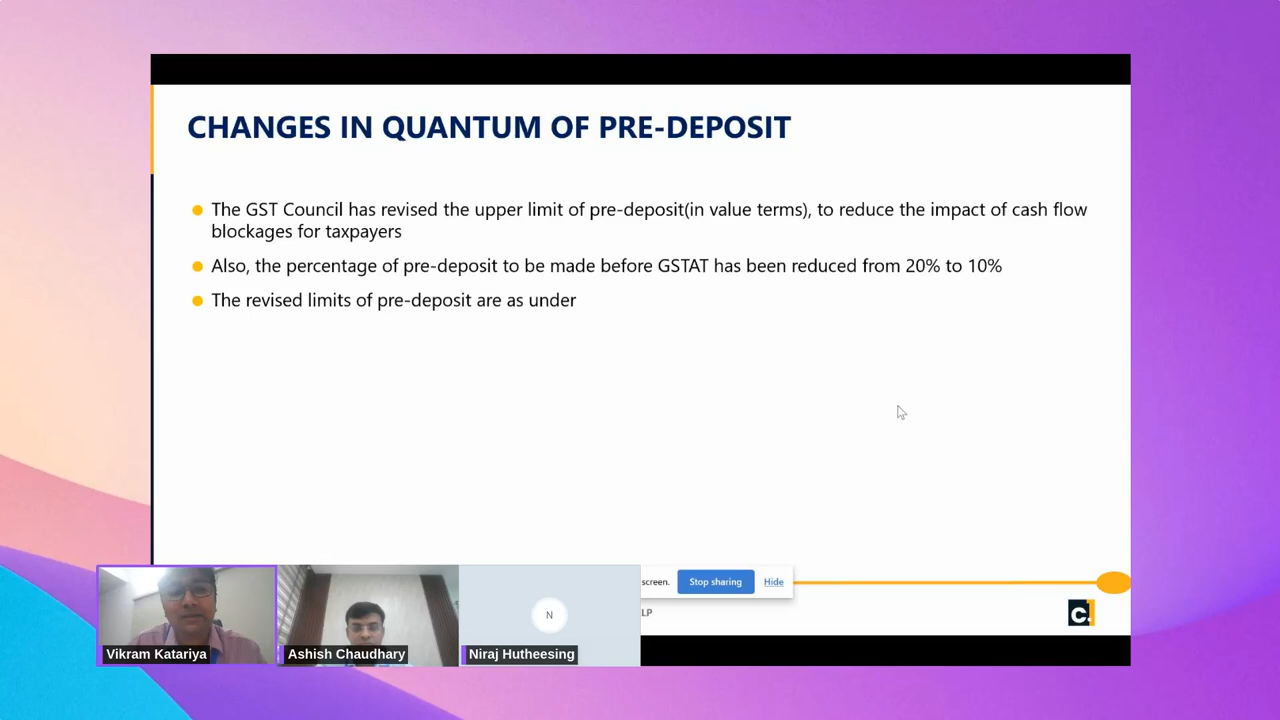 CHANGES IN QUANTUM OF PRE-DEPOSIT
The GST Council has revised the upper limit of pre-deposit(in value terms), to reduce the impact of cash flow
blockages for taxpayers
Also, the percentage of pre-deposit to be made before GSTAT has been reduced from 20% to 10%
The revised limits of pre-deposit are as under
screen.
Stop sharing
Hide
LP
c.
N
Vikram Katariya
Ashish Chaudhary
Niraj Hutheesing